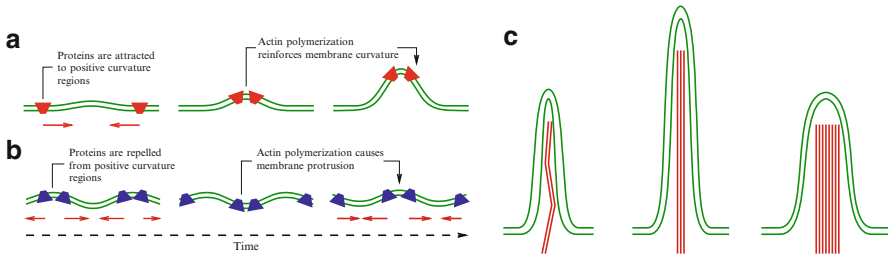 a
Proteins are attracted
to positive curvature
regions
Actin polymerization
reinforces membrane curvature
b
Proteins are repelled
from positive curvature
regions
Actin polymerization causes
membrane protrusion
Time
c